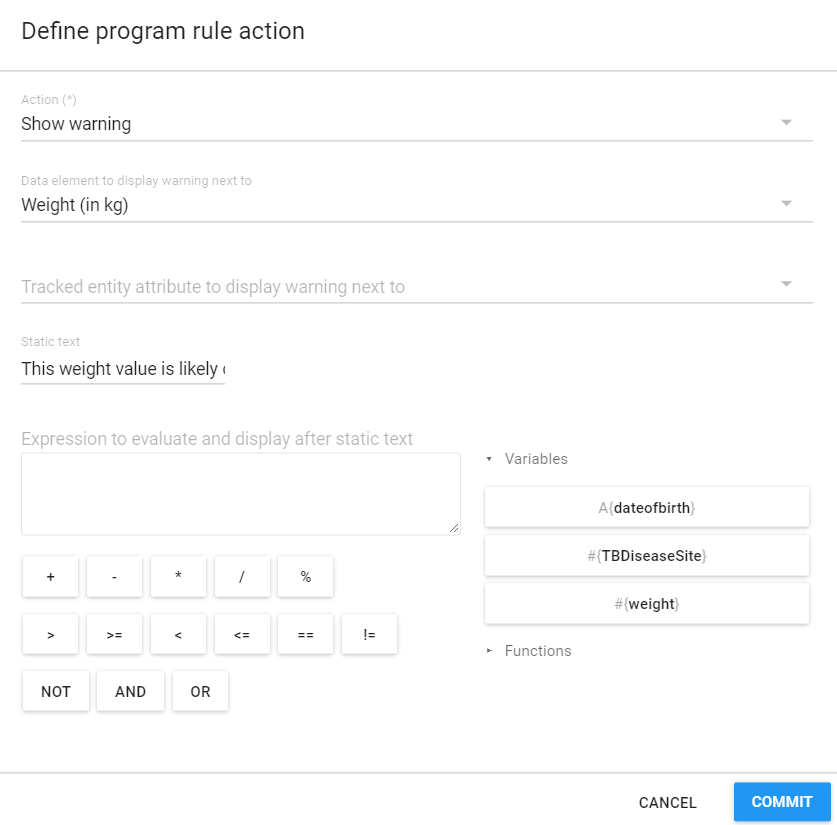 Define program rule action
Action (*)
Show warning
Data element to display warning next to
Weight (in kg)
Tracked entity attribute to display warning next to
Static text
This weight value is likely
Expression to evaluate and display after static text
Variables
A{dateofbirth}
#{TBDiseaseSite}
#{weight}
Functions
+ - * / %
> >= < <= == !=
NOT AND OR
CANCEL COMMIT